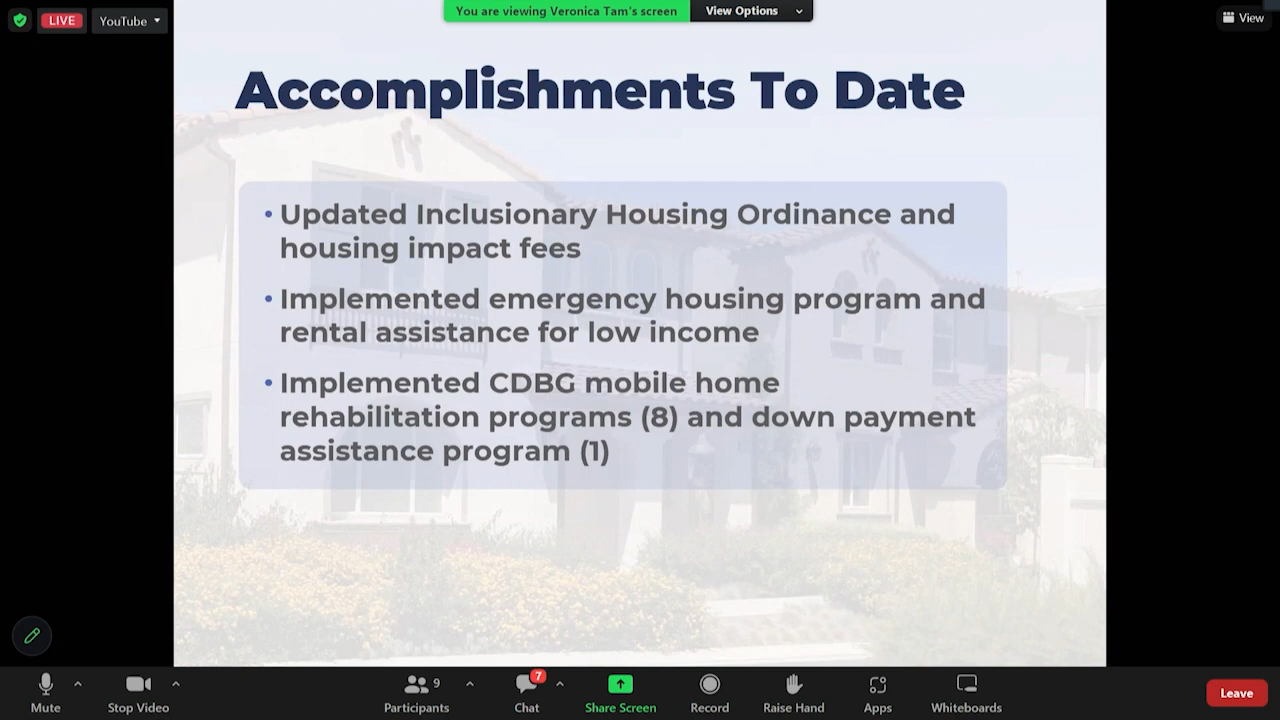 LIVE
YouTube
You are viewing Veronica Tam's screen
View Options
View
Accomplishments To Date
• Updated Inclusionary Housing Ordinance and
housing impact fees
• Implemented emergency housing program and
rental assistance for low income
• Implemented CDBG mobile home
rehabilitation programs (8) and down payment
assistance program (1)
Mute
Stop Video
9
Participants
7
Chat
Share Screen
Record
Raise Hand
Apps
Whiteboards
Leave